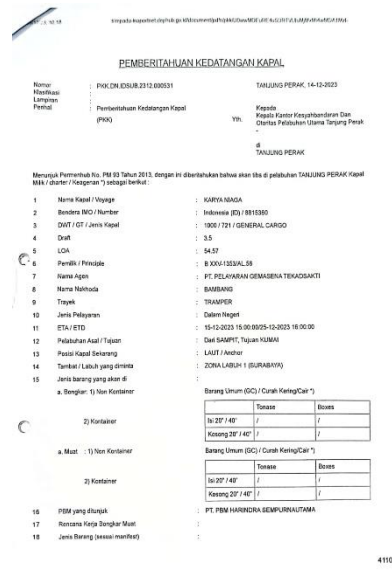 PEMBERITAHUAN KEDATANGAN KAPAL
Nomor : PKK.DN.IDSUB.2312.000531 TANJUNG PERAK, 14-12-2023
Klasifikasi :
Lampiran :
Perihal : Pemberitahuan Kedatangan Kapal (PKK)
Kepada
Yth. Kepala Kantor Kesyahbandaran Dan Otoritas Pelabuhan Utama Tanjung Perak
-
di
TANJUNG PERAK
Menunjuk Permenhub No. PM 93 Tahun 2013, dengan ini diberitahukan bahwa akan tiba di pelabuhan TANJUNG PERAK Kapal
Milik / charter / Keagenan *) sebagai berikut :
1 Nama Kapal / Voyage : KARYA NIAGA
2 Bendera IMO / Number : Indonesia (ID) / 8815360
3 DWT / GT / Jenis Kapal : 1000 / 721 / GENERAL CARGO
4 Draft : 3.5
5 LOA : 54,57
6 Pemilik / Principle : B XXV-1353/AL.58
7 Nama Agen : PT. PELAYARAN GEMASENA TEKADSAKTI
8 Nama Nakhoda : BAMBANG
9 Trayek : TRAMPER
10 Jenis Pelayaran : Dalam Negeri
11 ETA / ETD : 15-12-2023 15:00:00/25-12-2023 16:00:00
12 Pelabuhan Asal / Tujuan : Dari SAMPIT, Tujuan KUMAI
13 Posisi Kapal Sekarang : LAUT / Anchor
14 Tambat / Labuh yang diminta : ZONA LABUH 1 (SURABAYA)
15 Jenis barang yang akan di :
a. Bongkar: 1) Non Kontainer Barang Umum (GC) / Curah Kering/Cair *)
Tonase Boxes
2) Kontainer Isi 20" / 40" / /
Kosong 20" / 40" / /
a. Muat : 1) Non Kontainer Barang Umum (GC) / Curah Kering/Cair *)
Tonase Boxes
2) Kontainer Isi 20" / 40" / /
Kosong 20" / 40" / /
16 PBM yang ditunjuk : PT. PBM HARINDRA SEMPURNAUTAMA
17 Rencana Kerja Bongkar Muat :
18 Jenis Barang (sesuai manifest) :
4110